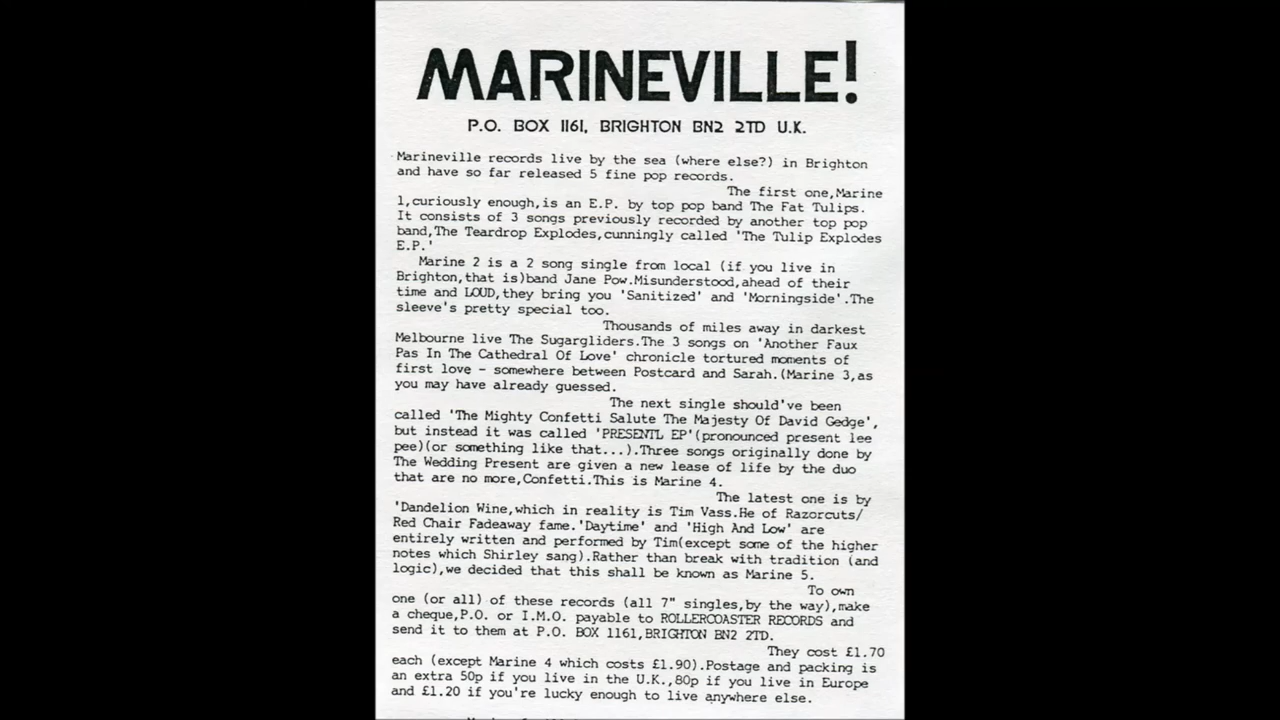 MARINEVILLE!
P.O. BOX 1161, BRIGHTON BN2 2TD U.K.
Marineville records live by the sea (where else?) in Brighton
and have so far released 5 fine pop records.
The first one,Marine
1,curiously enough,is an E.P. by top pop band The Fat Tulips.
It consists of 3 songs previously recorded by another top pop
band,The Teardrop Explodes,cunningly called 'The Tulip Explodes
E.P.'
Marine 2 is a 2 song single from local (if you live in
Brighton,that is)band Jane Pow.Misunderstood,ahead of their
time and LOUD,they bring you 'Sanitized' and 'Morningside'.The
sleeve's pretty special too.
Thousands of miles away in darkest
Melbourne live The Sugargliders.The 3 songs on 'Another Faux
Pas In The Cathedral Of Love' chronicle tortured moments of
first love - somewhere between Postcard and Sarah.(Marine 3,as
you may have already guessed.
The next single should've been
called 'The Mighty Confetti Salute The Majesty Of David Gedge',
but instead it was called 'PRESENTL EP'(pronounced present lee
pee)(or something like that...).Three songs originally done by
The Wedding Present are given a new lease of life by the duo
that are no more,Confetti.This is Marine 4.
The latest one is by
'Dandelion Wine,which in reality is Tim Vass.He of Razorcuts/
Red Chair Fadeaway fame.'Daytime' and 'High And Low' are
entirely written and performed by Tim(except some of the higher
notes which Shirley sang).Rather than break with tradition (and
logic),we decided that this shall be known as Marine 5.
To own
one (or all) of these records (all 7" singles,by the way),make
a cheque,P.O. or I.M.O. payable to ROLLERCOASTER RECORDS and
send it to them at P.O. BOX 1161,BRIGHTON BN2 2TD.
They cost £1.70
each (except Marine 4 which costs £1.90).Postage and packing is
an extra 50p if you live in the U.K.,80p if you live in Europe
and £1.20 if you're lucky enough to live anywhere else.